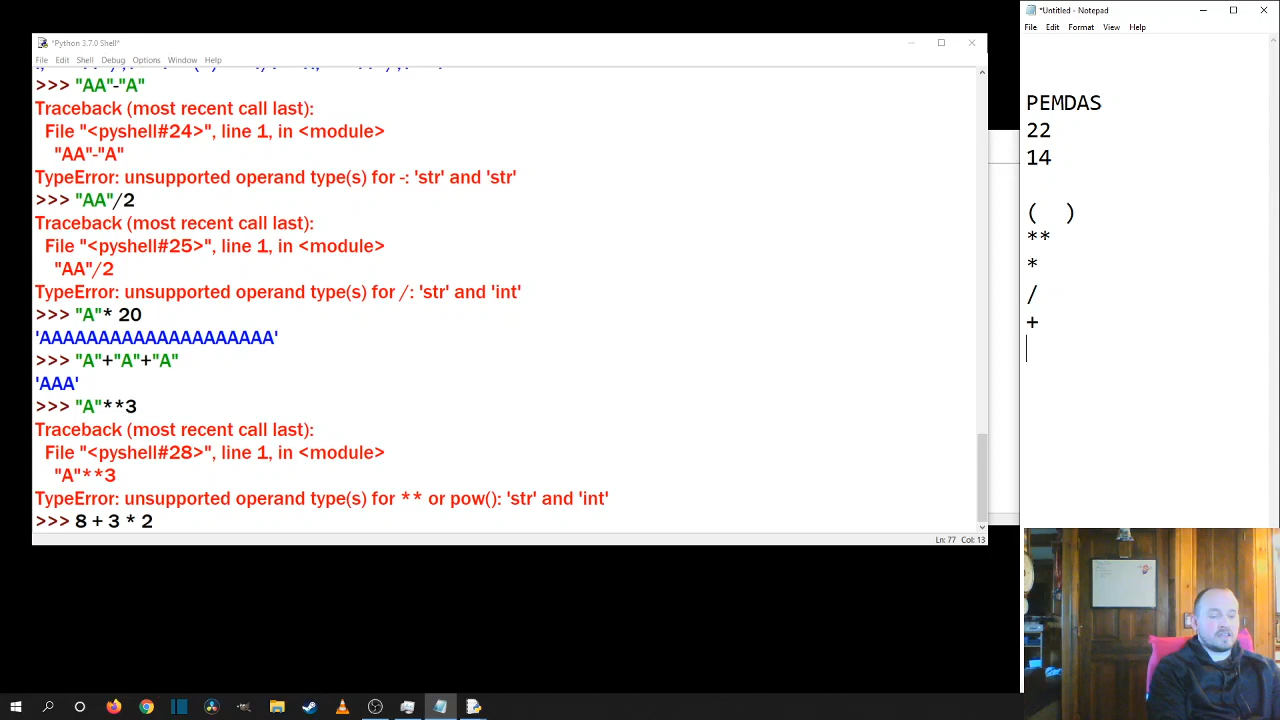 *Python 3.7.0 Shell*
File Edit Shell Debug Options Window Help
>>> "AA"-"A"
Traceback (most recent call last):
File "<pyshell#24>", line 1, in <module>
"AA"-"A"
TypeError: unsupported operand type(s) for -: 'str' and 'str'
>>> "AA"/2
Traceback (most recent call last):
File "<pyshell#25>", line 1, in <module>
"AA"/2
TypeError: unsupported operand type(s) for /: 'str' and 'int'
>>> "A"* 20
'AAAAAAAAAAAAAAAAAAAA'
>>> "A"+"A"+"A"
'AAA'
>>> "A"**3
Traceback (most recent call last):
File "<pyshell#28>", line 1, in <module>
"A"**3
TypeError: unsupported operand type(s) for ** or pow(): 'str' and 'int'
>>> 8 + 3 * 2
Ln: 77 Col: 13
*Untitled - Notepad
File Edit Format View Help
PEMDAS
22
14
( )
**
*
/
+